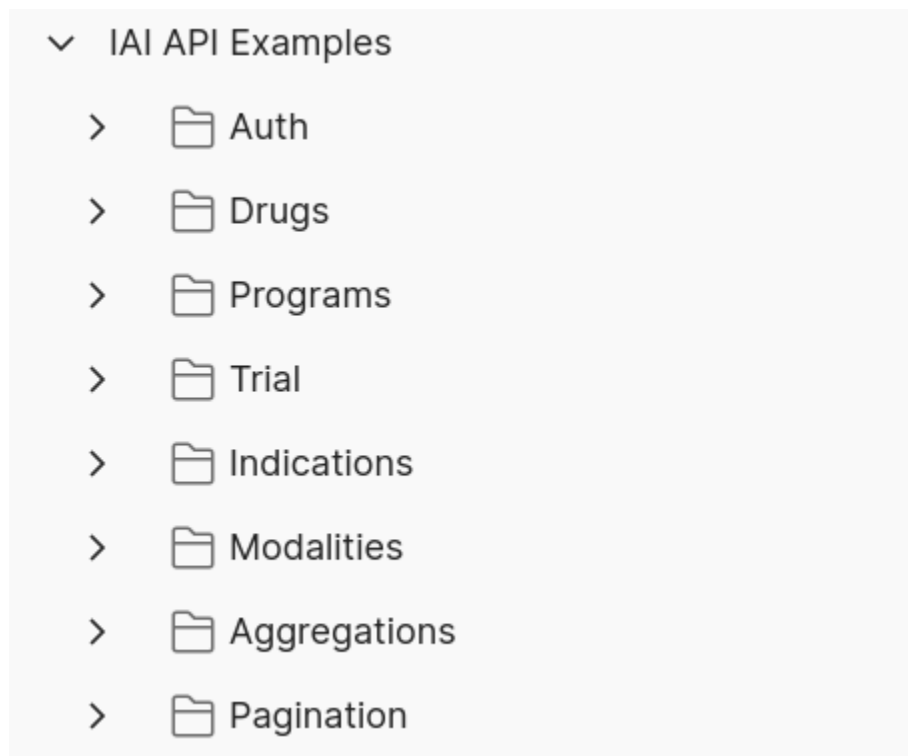 IAI API Examples
Auth
Drugs
Programs
Trial
Indications
Modalities
Aggregations
Pagination